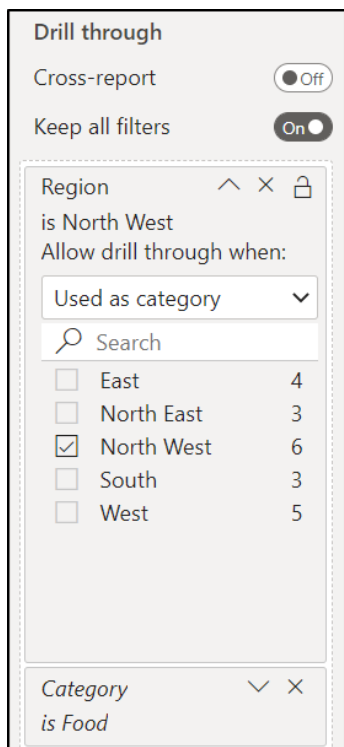 Drill through
Cross-report Off
Keep all filters On
Region
is North West
Allow drill through when:
Used as category
Search
East 4
North East 3
North West 6
South 3
West 5
Category
is Food